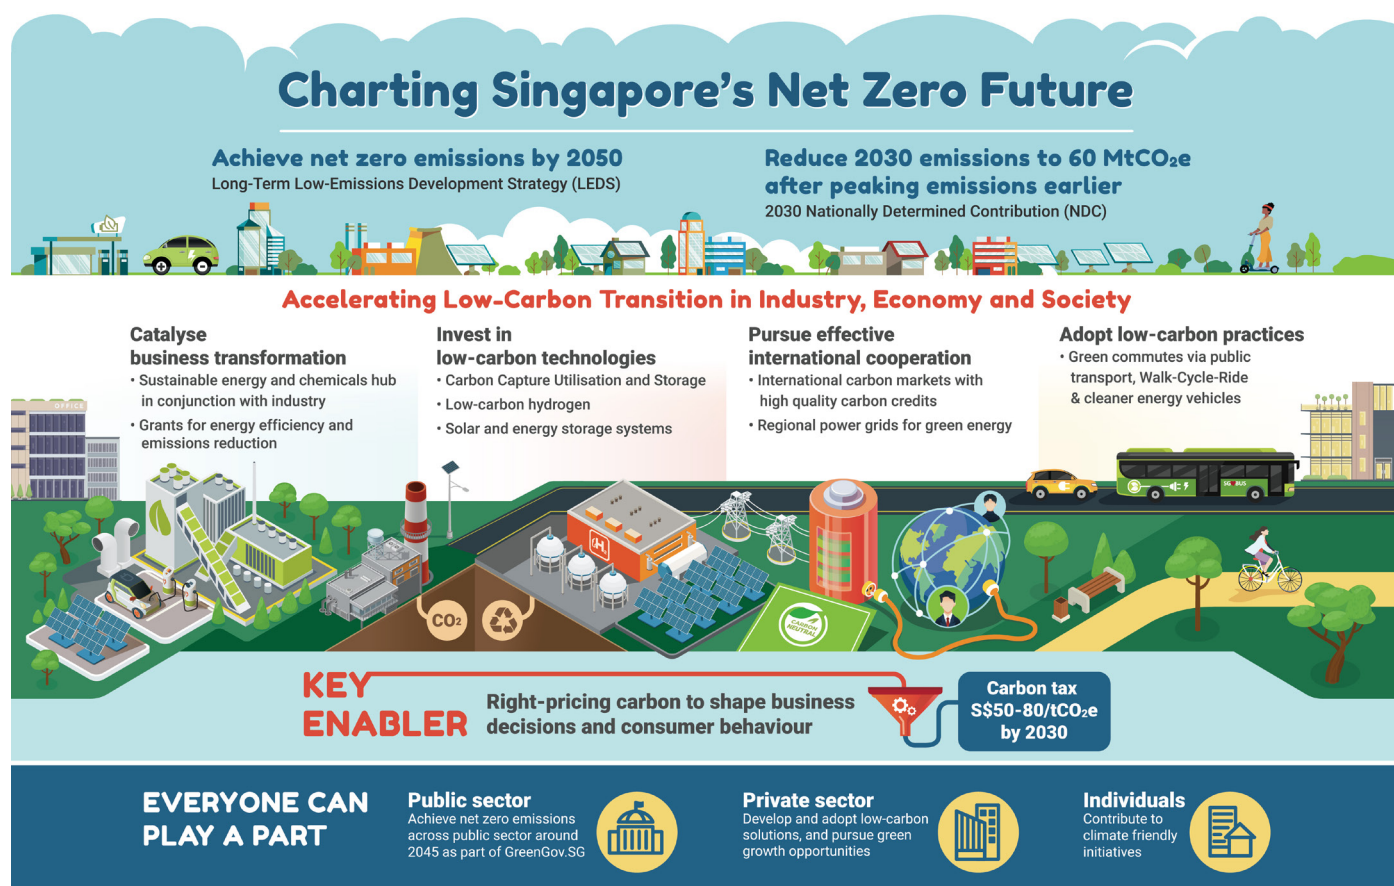 Charting Singapore's Net Zero Future
Achieve net zero emissions by 2050
Long-Term Low-Emissions Development Strategy (LEDS)
Reduce 2030 emissions to 60 MtCO₂e
after peaking emissions earlier
2030 Nationally Determined Contribution (NDC)
Accelerating Low-Carbon Transition in Industry, Economy and Society
Catalyse
business transformation
• Sustainable energy and chemicals hub
in conjunction with industry
• Grants for energy efficiency and
emissions reduction
Invest in
low-carbon technologies
• Carbon Capture Utilisation and Storage
• Low-carbon hydrogen
• Solar and energy storage systems
Pursue effective
international cooperation
• International carbon markets with
high quality carbon credits
• Regional power grids for green energy
Adopt low-carbon practices
• Green commutes via public
transport, Walk-Cycle-Ride
& cleaner energy vehicles
OFFICE
SG BUS
H₂
CO₂
CARBON
NEUTRAL
KEY
ENABLER
Right-pricing carbon to shape business
decisions and consumer behaviour
Carbon tax
S$50-80/tCO₂e
by 2030
EVERYONE CAN
PLAY A PART
Public sector
Achieve net zero emissions
across public sector around
2045 as part of GreenGov.SG
Private sector
Develop and adopt low-carbon
solutions, and pursue green
growth opportunities
Individuals
Contribute to
climate friendly
initiatives